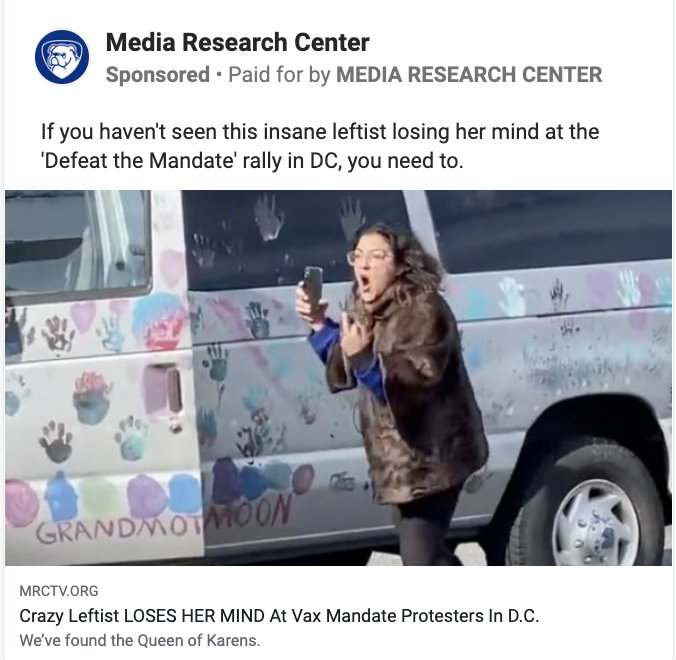 Media Research Center
Sponsored • Paid for by MEDIA RESEARCH CENTER
If you haven't seen this insane leftist losing her mind at the
'Defeat the Mandate' rally in DC, you need to.
GRANDMO MOON
MRCTV.ORG
Crazy Leftist LOSES HER MIND At Vax Mandate Protesters In D.C.
We've found the Queen of Karens.